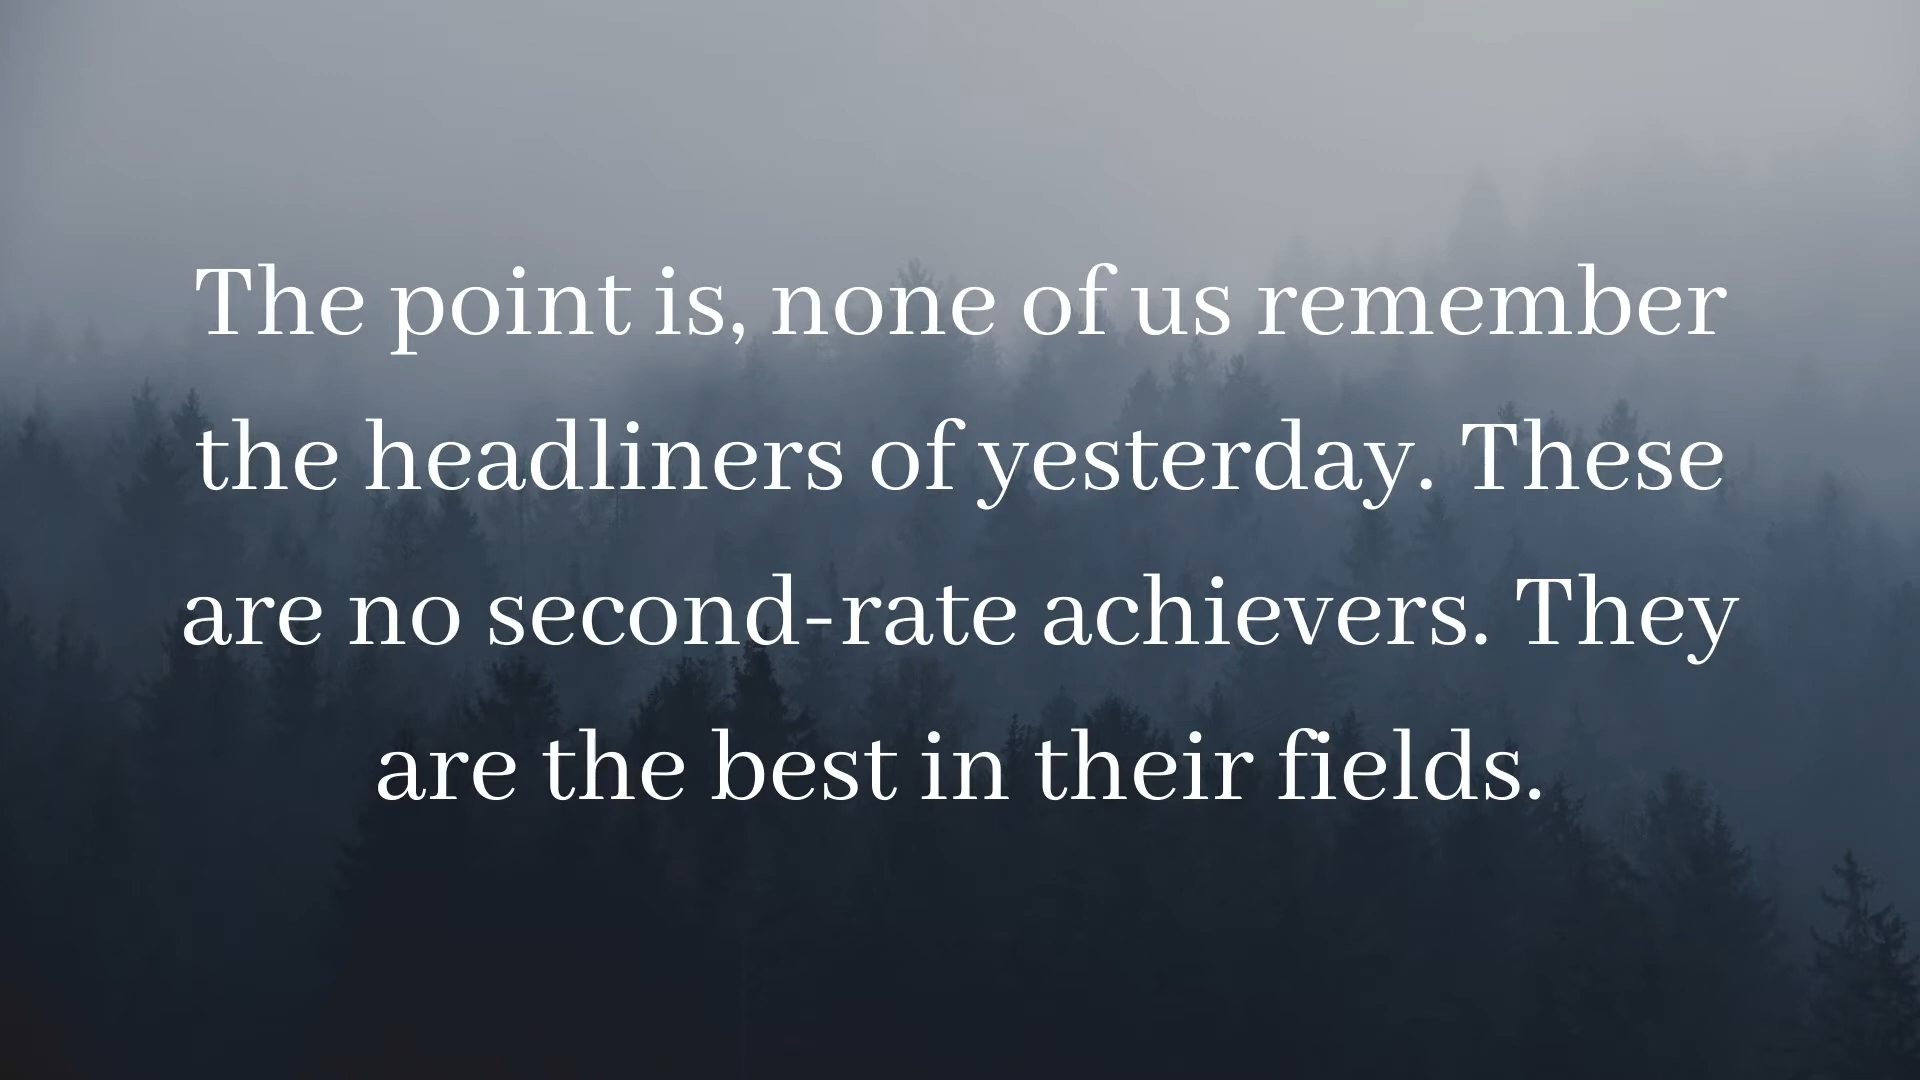 The point is, none of us remember
the headliners of yesterday. These
are no second-rate achievers. They
are the best in their fields.